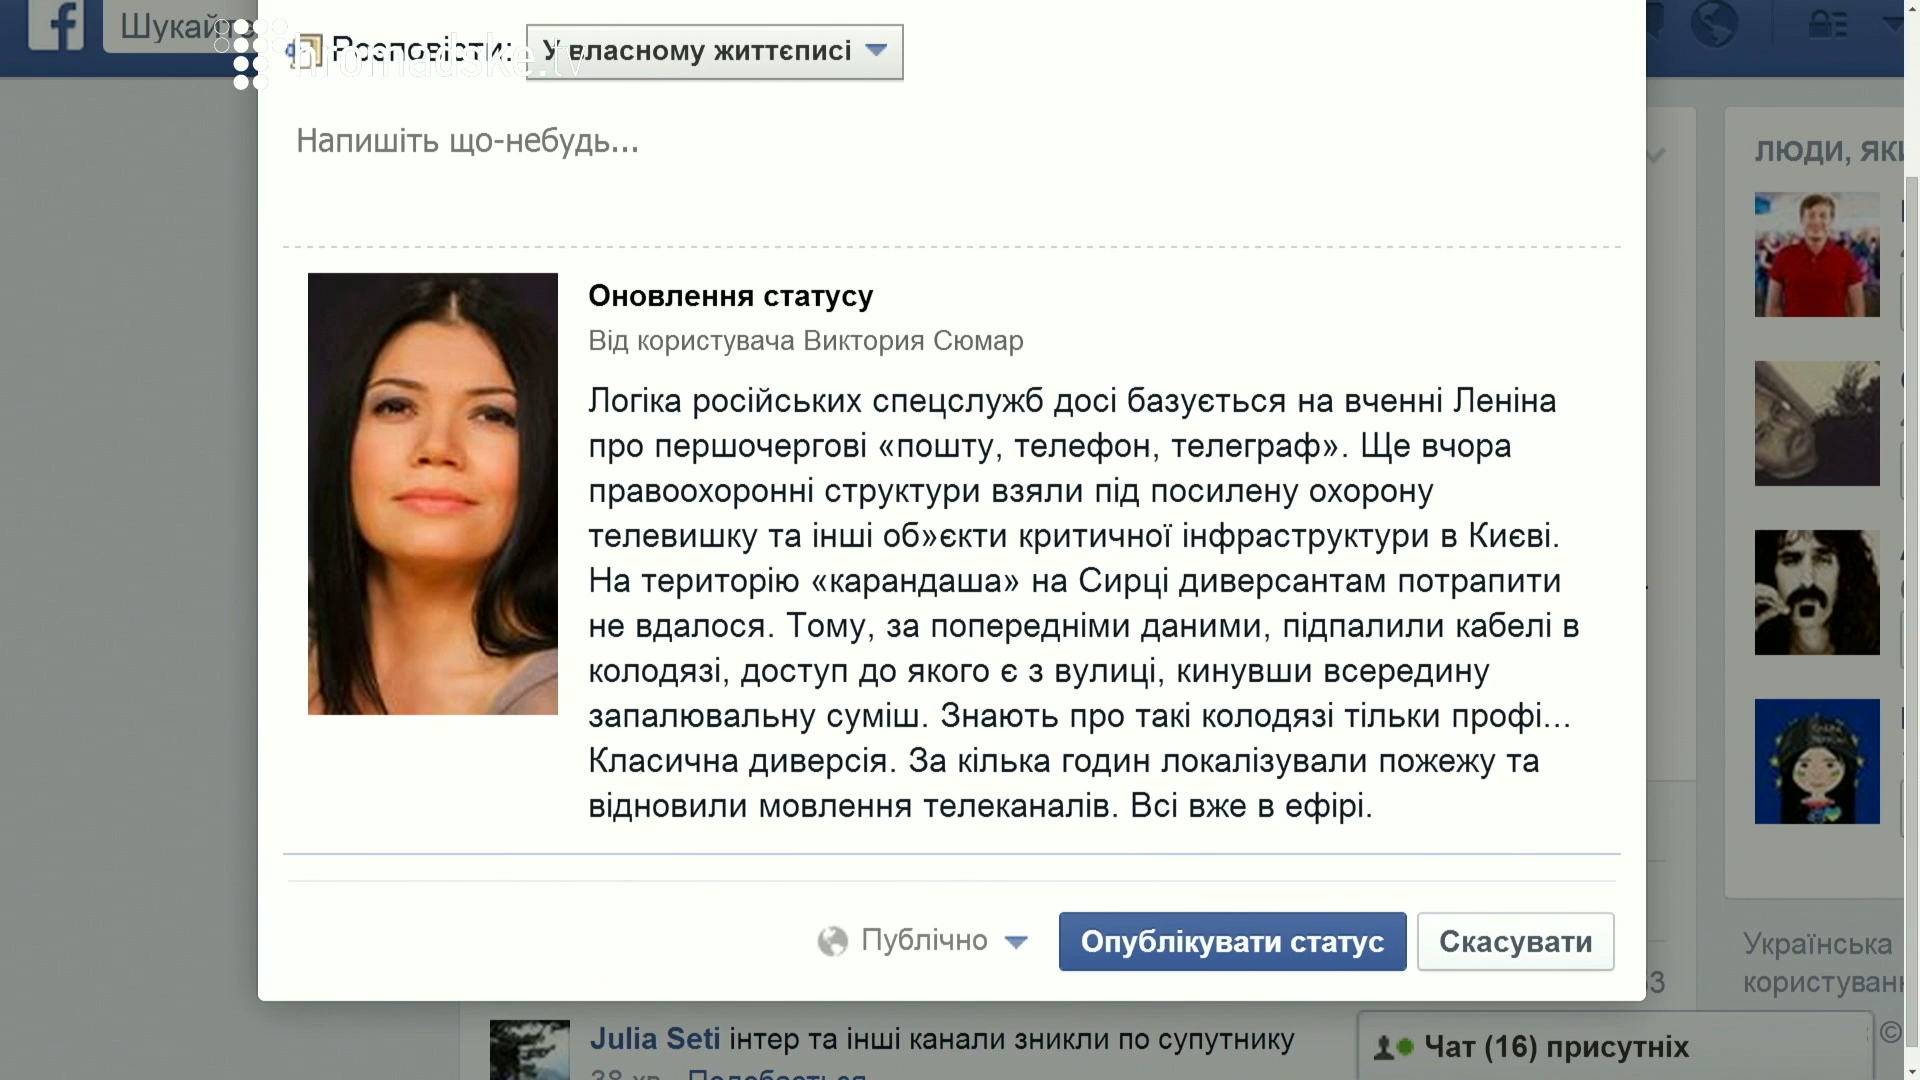 Шукайте
hromadske.tv
Розповісти:
У власному життєписі
Напишіть що-небудь...
ЛЮДИ, ЯКИ
Оновлення статусу
Від користувача Виктория Сюмар
Логіка російських спецслужб досі базується на вченні Леніна
про першочергові «пошту, телефон, телеграф». Ще вчора
правоохоронні структури взяли під посилену охорону
телевишку та інші об»єкти критичної інфраструктури в Києві.
На територію «карандаша» на Сирці диверсантам потрапити
не вдалося. Тому, за попередніми даними, підпалили кабелі в
колодязі, доступ до якого є з вулиці, кинувши всередину
запалювальну суміш. Знають про такі колодязі тільки профі...
Класична диверсія. За кілька годин локалізували пожежу та
відновили мовлення телеканалів. Всі вже в ефірі.
Публічно
Опублікувати статус
Скасувати
Українська
користуван
Julia Seti інтер та інші канали зникли по супутнику
38 хв Подобається
Чат (16) присутніх